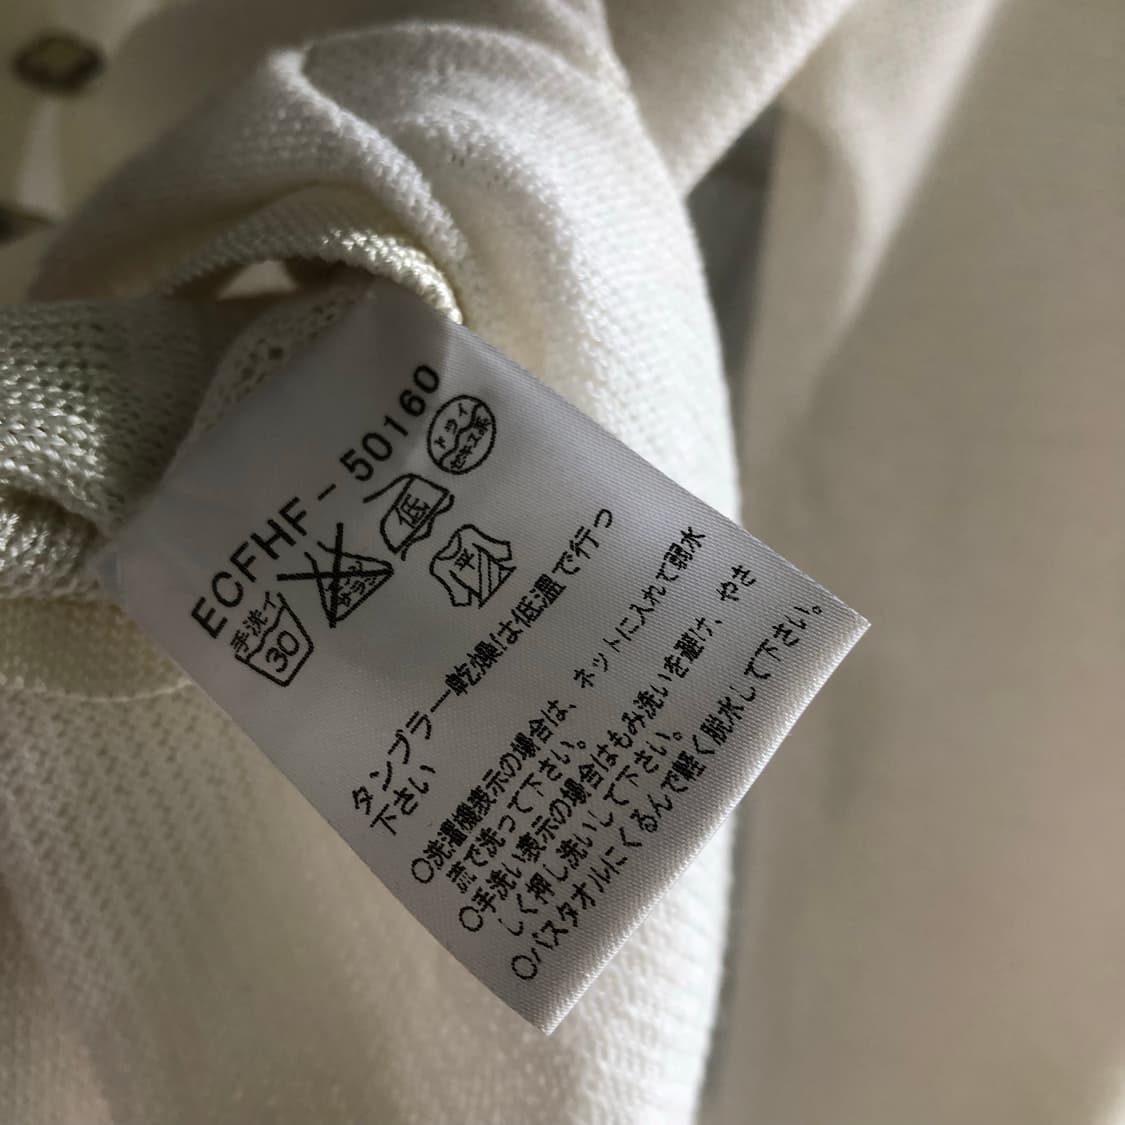 ECFHF-50160
手洗イ
30
エンソ
サラシ
低
ドライ
セキユ系
平
タンブラー乾燥は低温で行っ
下さい
○洗濯機表示の場合は、ネットに入れて弱水
流で洗って下さい。
○手洗い表示の場合はもみ洗いを避け、やさ
しく押し洗いして下さい。
○バスタオルにくるんで軽く脱水して下さい。